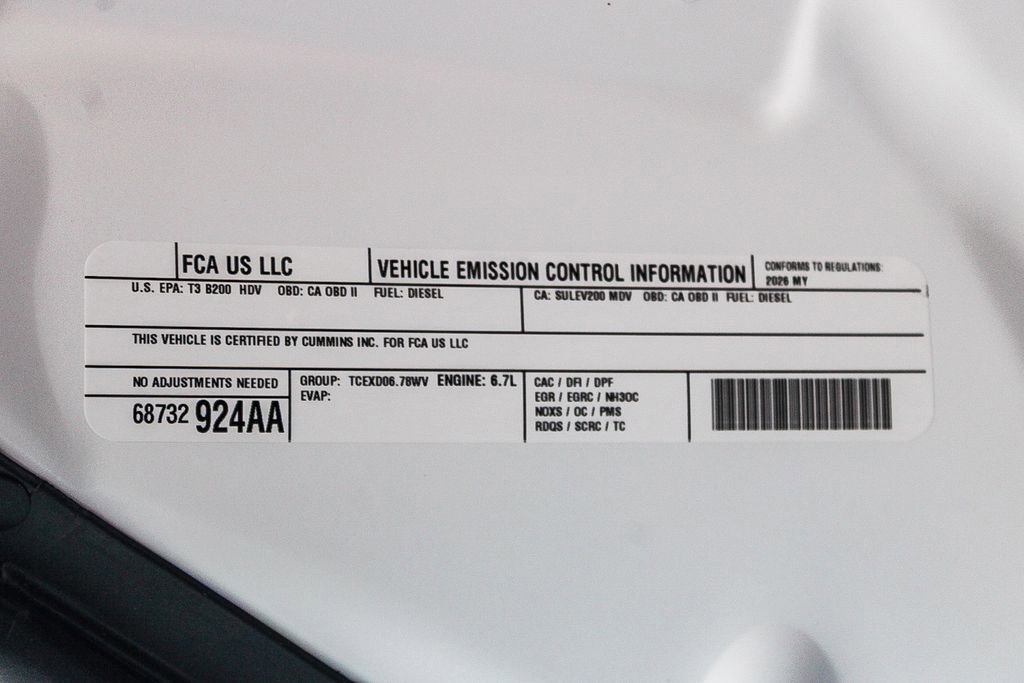 FCA US LLC
VEHICLE EMISSION CONTROL INFORMATION
CONFORMS TO REGULATIONS:
2026 MY
U.S. EPA: T3 B200 HDV OBD: CA OBD II FUEL: DIESEL
CA: SULEV200 MDV OBD: CA OBD II FUEL: DIESEL
THIS VEHICLE IS CERTIFIED BY CUMMINS INC. FOR FCA US LLC
NO ADJUSTMENTS NEEDED
68732 924AA
GROUP: TCEXD06.78WV ENGINE: 6.7L
EVAP:
CAC / DFI / DPF
EGR / EGRC / NH3OC
NOXS / OC / PMS
RDQS / SCRC / TC